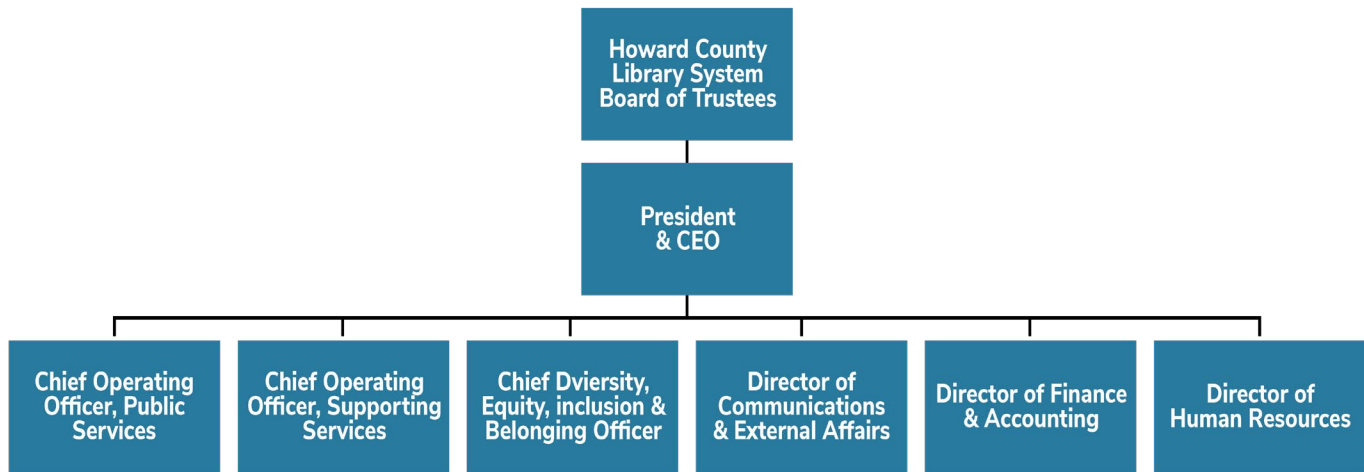 Howard County
Library System
Board of Trustees
President
& CEO
Chief Operating
Officer, Public
Services
Chief Operating
Officer, Supporting
Services
Chief Dviersity,
Equity, inclusion &
Belonging Officer
Director of
Communications
& External Affairs
Director of Finance
& Accounting
Director of
Human Resources